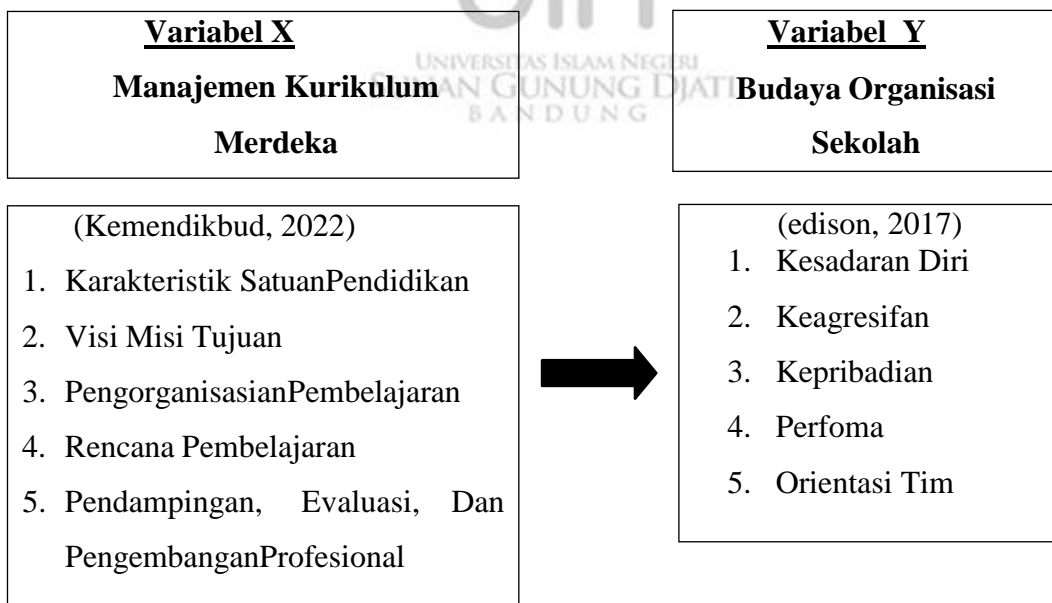 Variabel X
Manajemen Kurikulum
Merdeka
Variabel Y
Budaya Organisasi
Sekolah
UNIVERSITAS ISLAM NEGERI
SUNAN GUNUNG DJATI
BANDUNG
(Kemendikbud, 2022)
1. Karakteristik SatuanPendidikan
2. Visi Misi Tujuan
3. PengorganisasianPembelajaran
4. Rencana Pembelajaran
5. Pendampingan, Evaluasi, Dan
PengembanganProfesional
(edison, 2017)
1. Kesadaran Diri
2. Keagresifan
3. Kepribadian
4. Perfoma
5. Orientasi Tim